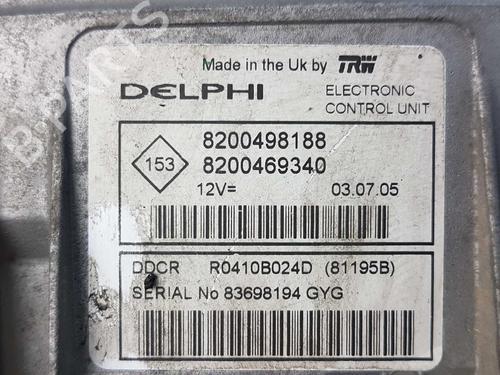 Made in the Uk by TRW
DELPHI ELECTRONIC
CONTROL UNIT
153
8200498188
8200469340
12V= 03.07.05
DDCR R0410B024D (81195B)
SERIAL No 83698194 GYG
B-PARTS